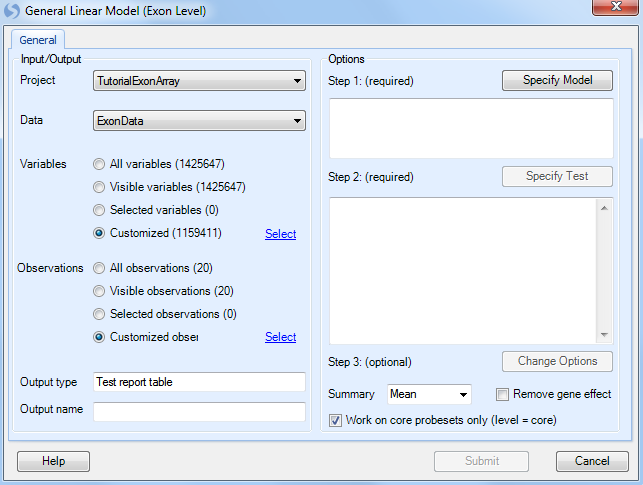 General Linear Model (Exon Level)
General
Input/Output
Project
TutorialExonArray
Data
ExonData
Variables
All variables (1425647)
Visible variables (1425647)
Selected variables (0)
Customized (1159411)
Select
Observations
All observations (20)
Visible observations (20)
Selected observations (0)
Customized obser
Select
Output type
Test report table
Output name
Options
Step 1: (required)
Specify Model
Step 2: (required)
Specify Test
Step 3: (optional)
Change Options
Summary
Mean
Remove gene effect
Work on core probesets only (level = core)
Help
Submit
Cancel